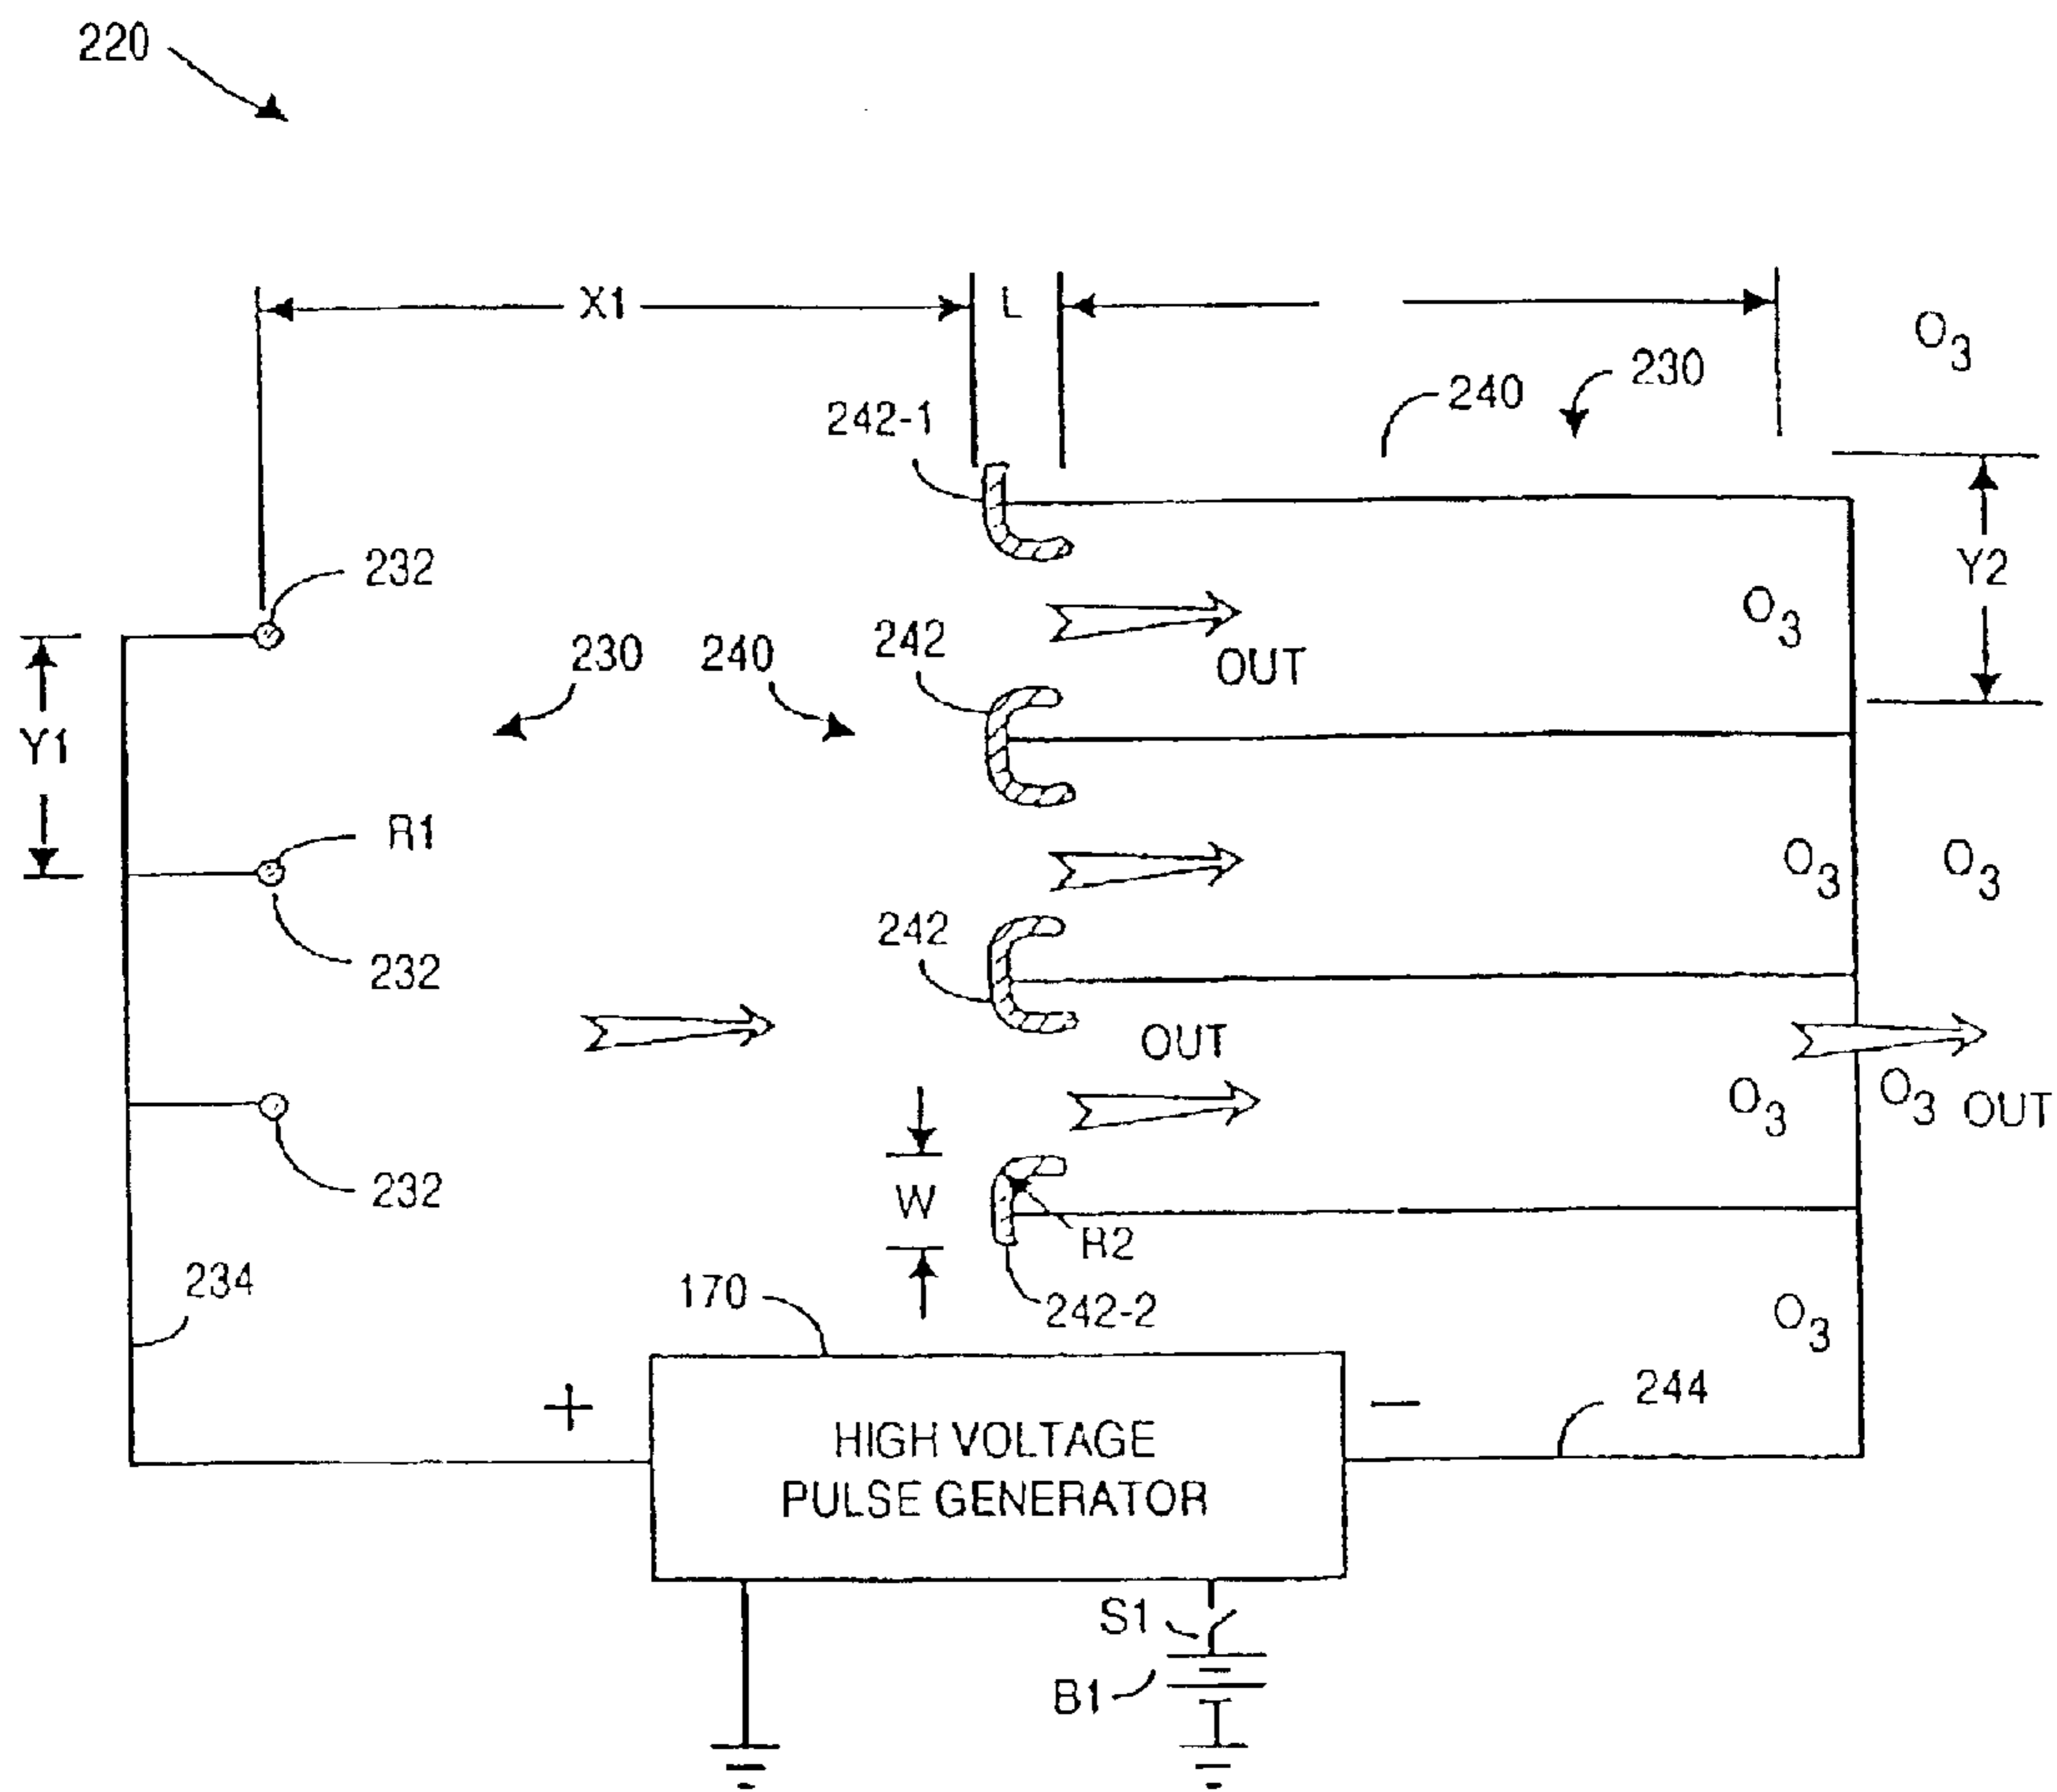 220
X1
L
O3
240
230
242-1
232
Y2
O3
242
230
240
OUT
Y1
R1
O3
O3
242
232
OUT
O3
O3
OUT
232
W
R2
242-2
234
170
O3
+
−
244
HIGH VOLTAGE
PULSE GENERATOR
S1
B1